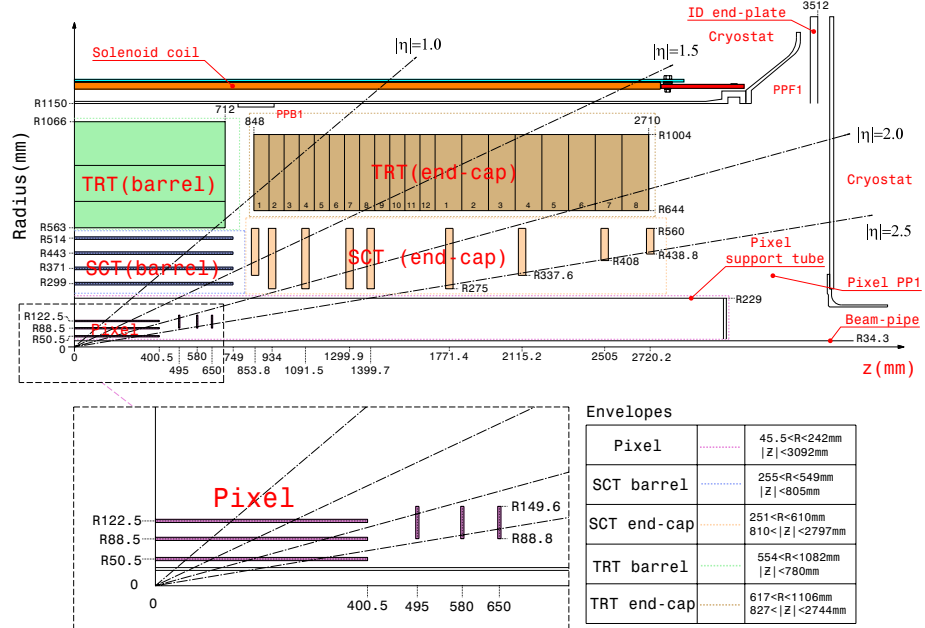 3512
ID end-plate
Cryostat
|η|=1.0
|η|=1.5
Solenoid coil
PPF1
R1150
712
PPB1
R1066
848
2710
R1004
|η|=2.0
TRT(barrel)
TRT(end-cap)
Cryostat
Radius(mm)
1 2 3 4 5 6 7 8 9 10 11 12 1 2 3 4 5 6 7 8
R644
R563
R514
R560
|η|=2.5
R443
SCT (end-cap)
R438.8
Pixel
support tube
R371
SCT(barrel)
R408
R337.6
R299
R275
Pixel PP1
R229
R122.5
R88.5
Pixel
Beam-pipe
R50.5
R34.3
0
0
400.5 580 749 934 1299.9 1771.4 2115.2 2505 2720.2
495 650 853.8 1091.5 1399.7
z(mm)
Pixel
R122.5
R88.5
R50.5
0
R149.6
R88.8
0
400.5 495 580 650
Envelopes
Pixel
45.5<R<242mm
|Z|<3092mm
SCT barrel
255<R<549mm
|Z|<805mm
SCT end-cap
251<R<610mm
810<|Z|<2797mm
TRT barrel
554<R<1082mm
|Z|<780mm
TRT end-cap
617<R<1106mm
827<|Z|<2744mm